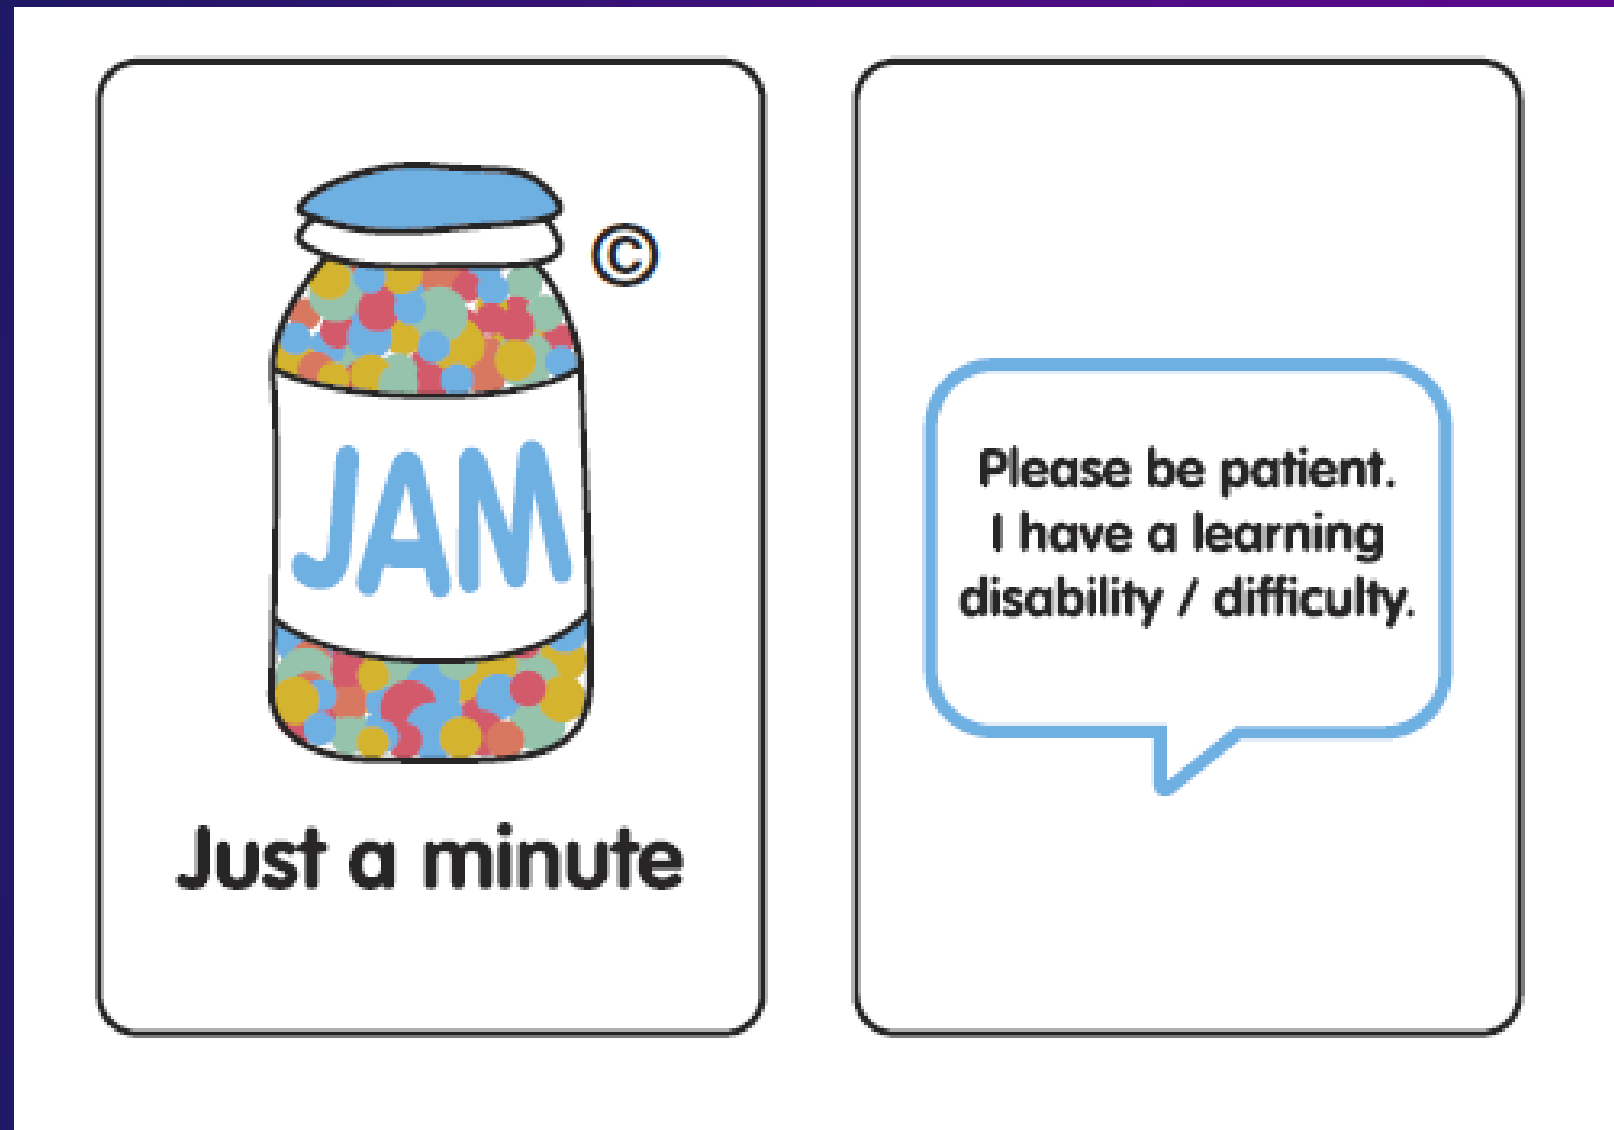 ©
JAM
Just a minute
Please be patient.
I have a learning
disability / difficulty.